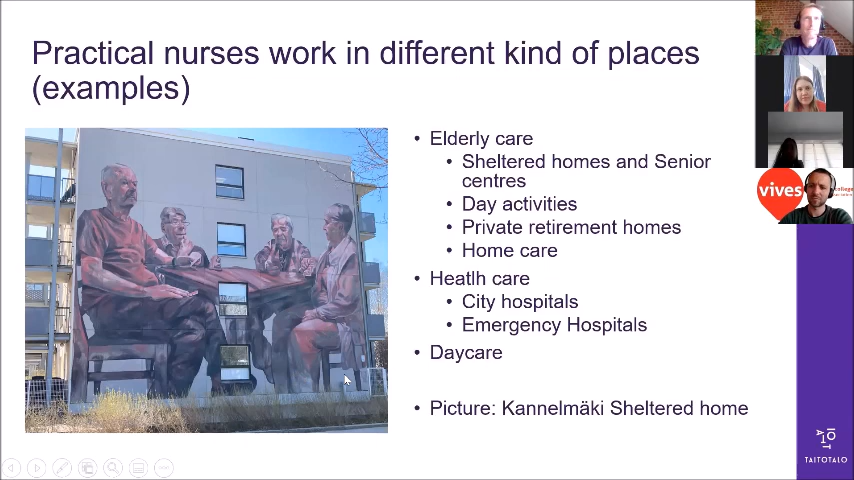 Practical nurses work in different kind of places
(examples)
• Elderly care
• Sheltered homes and Senior
centres
• Day activities
• Private retirement homes
• Home care
• Heatlh care
• City hospitals
• Emergency Hospitals
• Daycare
• Picture: Kannelmäki Sheltered home
vives
TAITOTALO